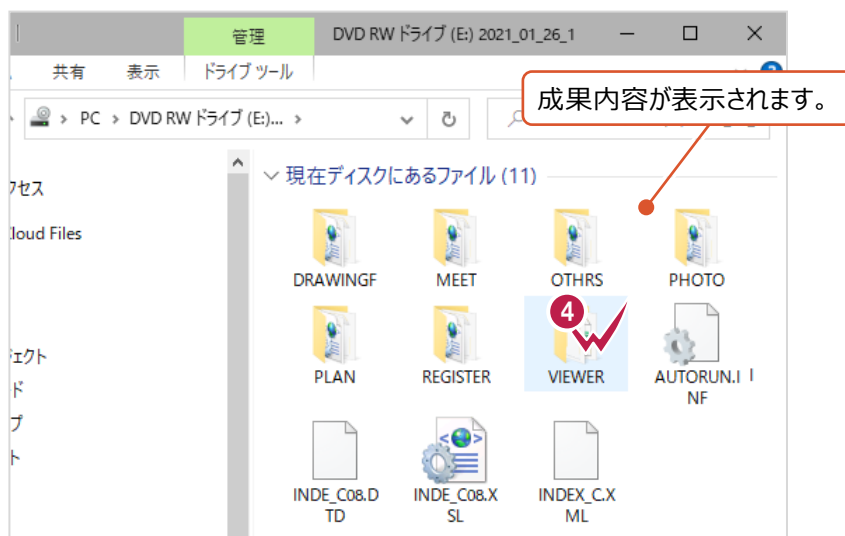 管理
DVD RW ドライブ (E:) 2021_01_26_1
共有 表示 ドライブ ツール
成果内容が表示されます。
PC › DVD RW ドライブ (E:)... ›
現在ディスクにあるファイル (11)
クセス
Cloud Files
DRAWINGF MEET OTHRS PHOTO
4
ジェクト
PLAN REGISTER VIEWER AUTORUN.I
NF
ド
プ
ト
INDE_C08.D INDE_C08.X INDEX_C.X
TD SL ML